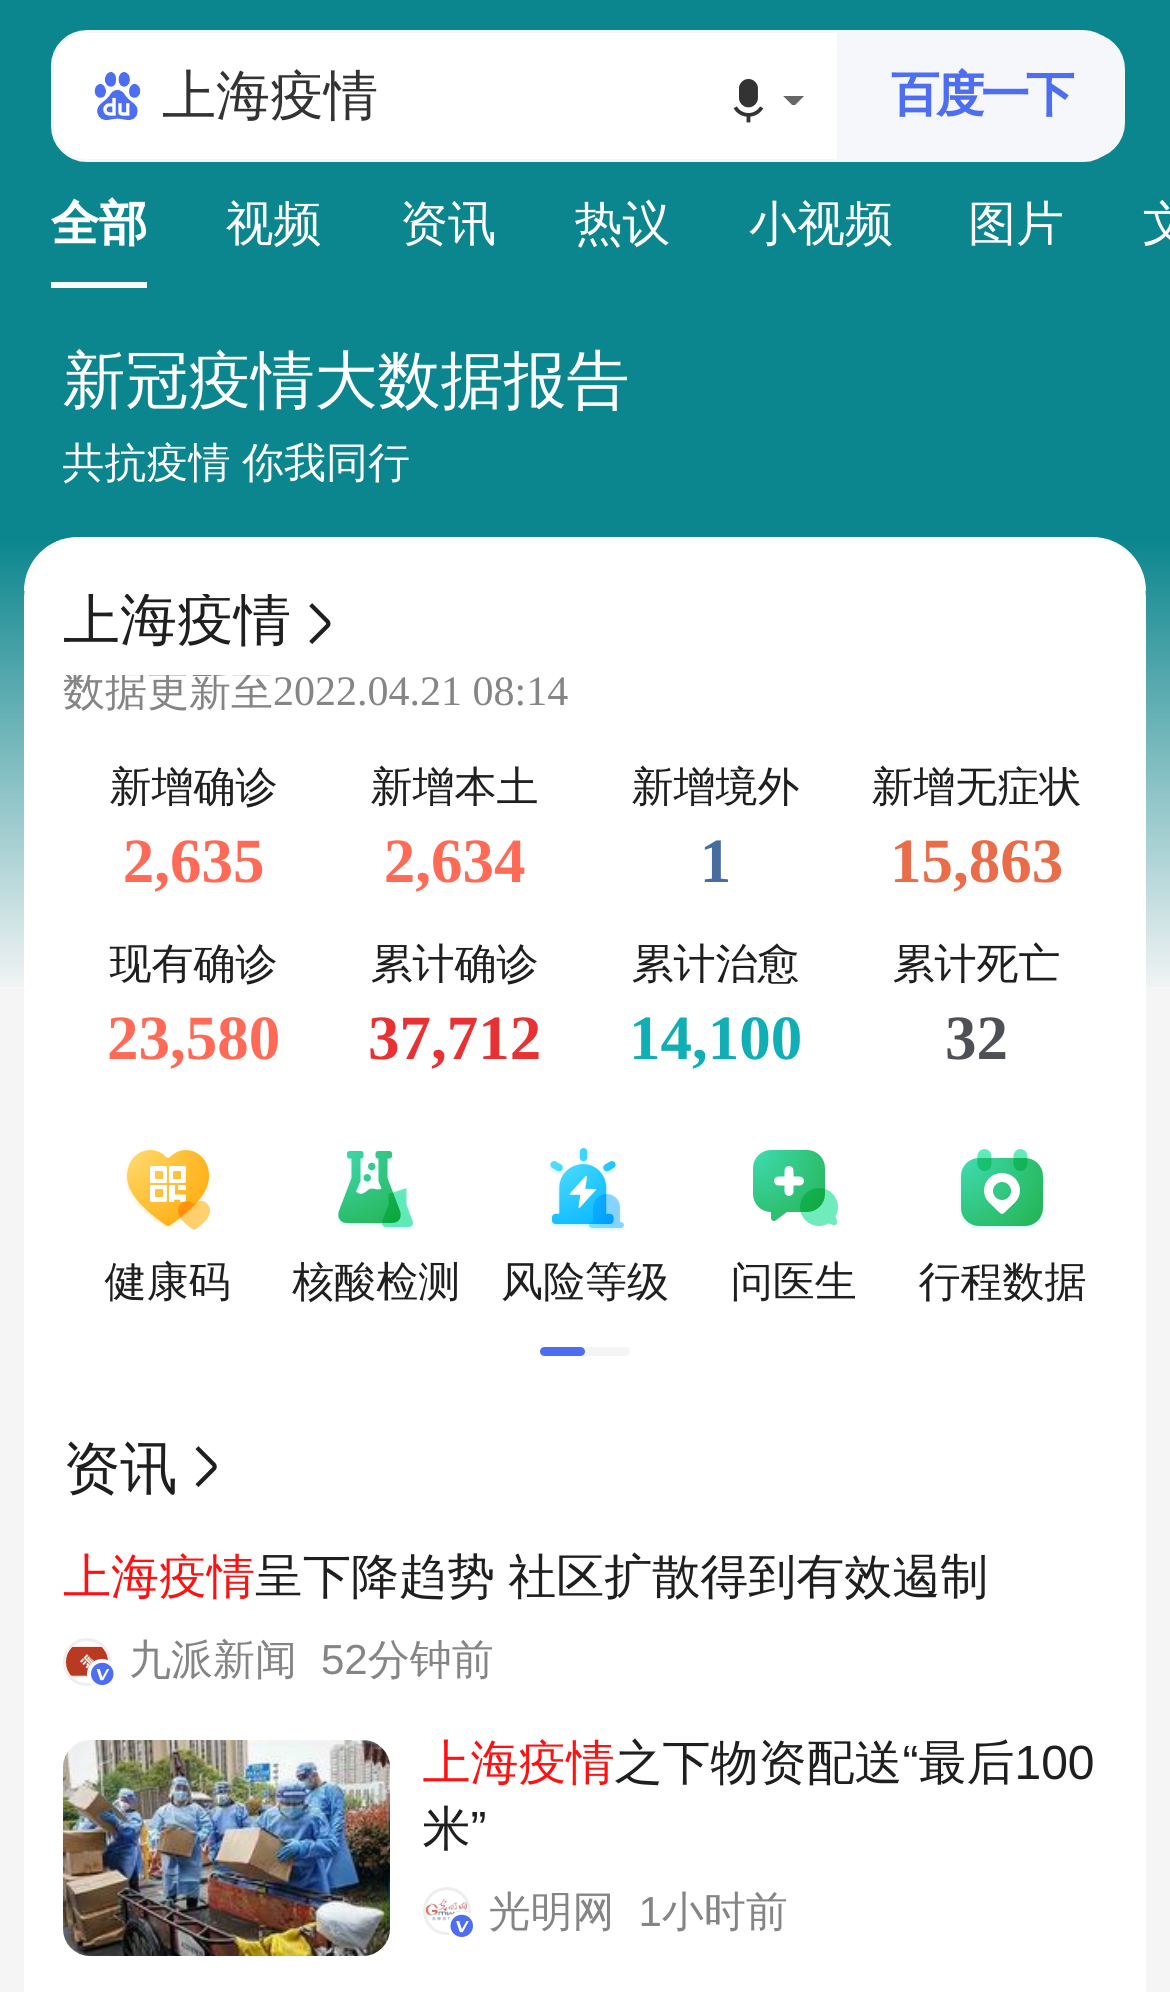 du 上海疫情 百度一下
全部 视频 资讯 热议 小视频 图片
新冠疫情大数据报告
共抗疫情 你我同行
上海疫情
数据更新至2022.04.21 08:14
新增确诊 新增本土 新增境外 新增无症状
2,635 2,634 1 15,863
现有确诊 累计确诊 累计治愈 累计死亡
23,580 37,712 14,100 32
健康码 核酸检测 风险等级 问医生 行程数据
资讯
上海疫情呈下降趋势 社区扩散得到有效遏制
九派新闻 52分钟前
上海疫情之下物资配送“最后100
米”
光明网 1小时前